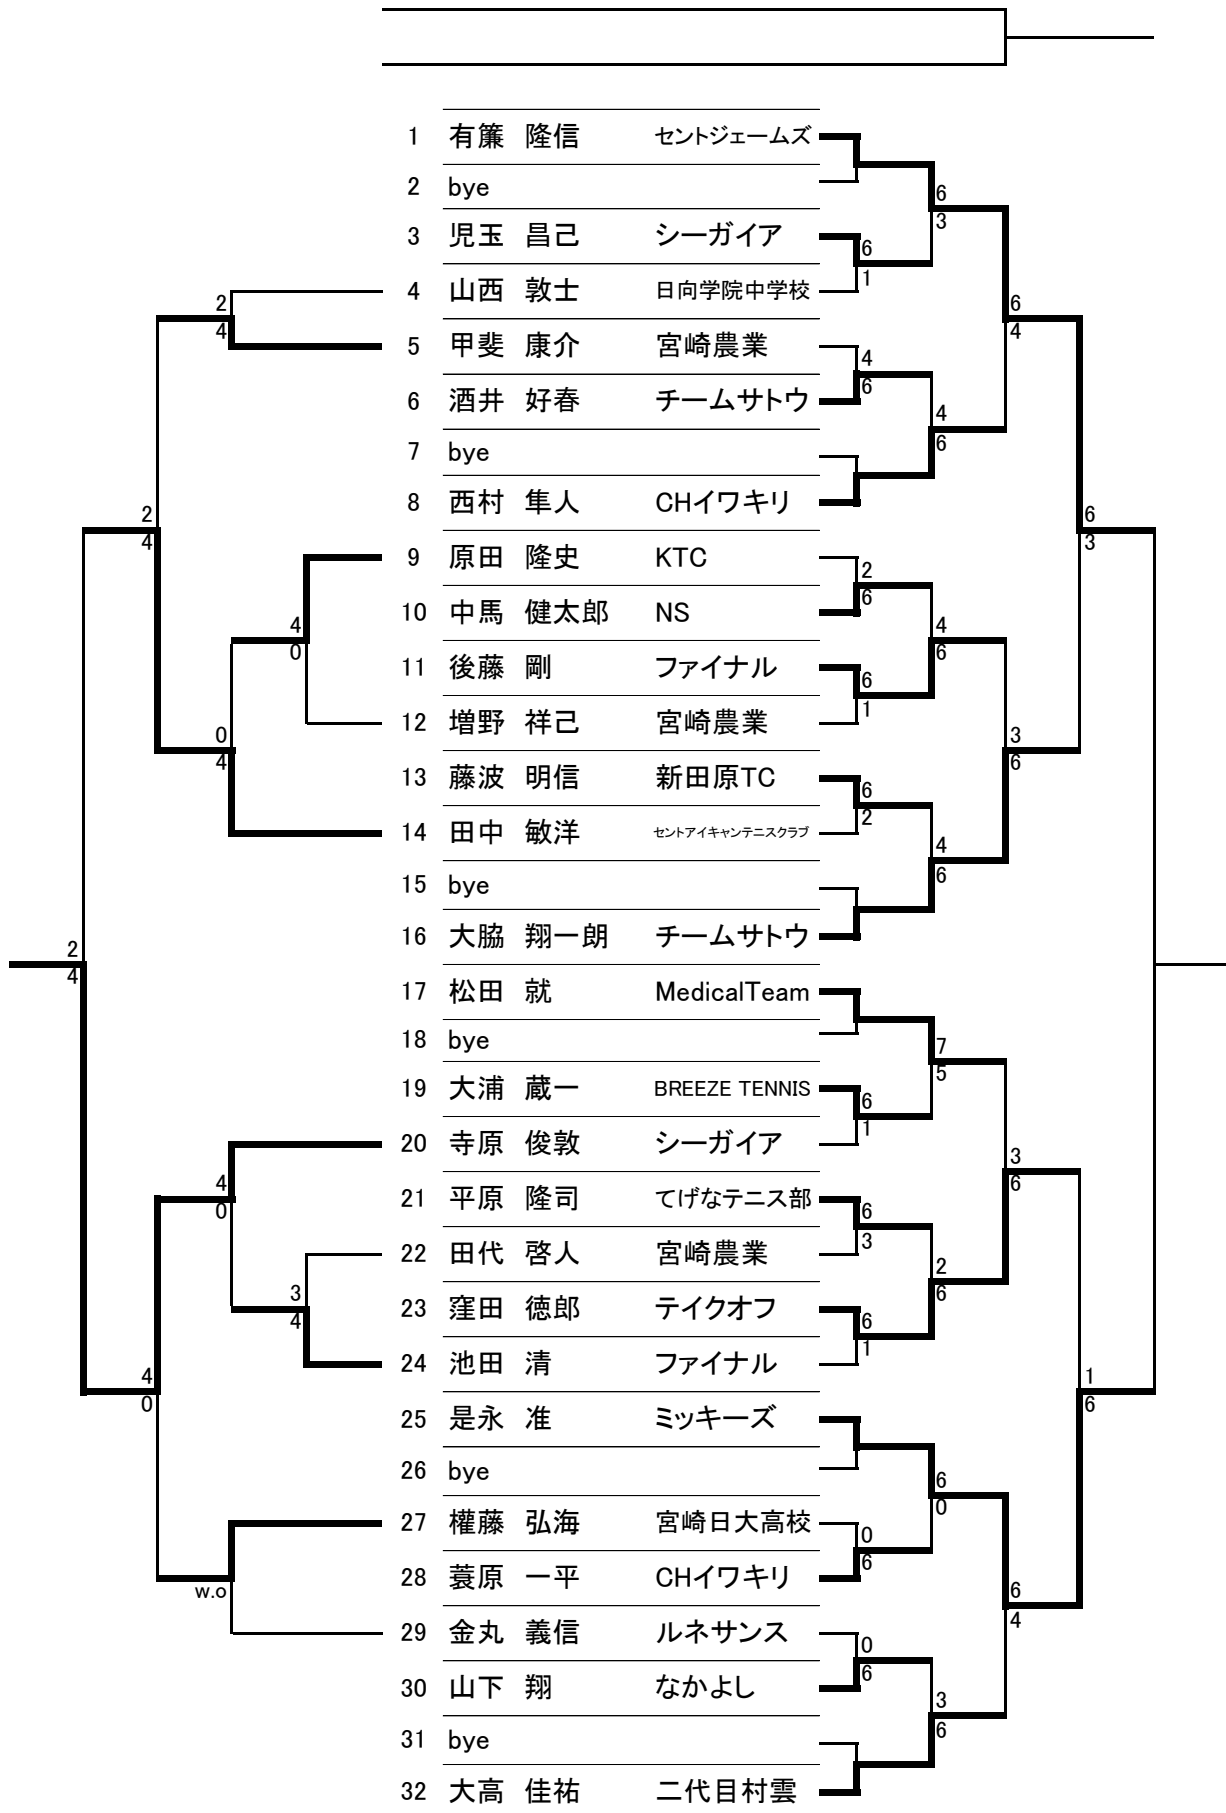 1 有簾 隆信 セントジェームズ
2 bye
6
3
3 児玉 昌己 シーガイア
6
1
4 山西 敦士 日向学院中学校
2
4
6
4
5 甲斐 康介 宮崎農業
4
6
6 酒井 好春 チームサトウ
4
6
7 bye
8 西村 隼人 CHイワキリ
2
4
6
3
9 原田 隆史 KTC
2
6
10 中馬 健太郎 NS
4
0
4
6
11 後藤 剛 ファイナル
6
1
12 増野 祥己 宮崎農業
0
4
3
6
13 藤波 明信 新田原TC
6
2
14 田中 敏洋 セントアイキャンテニスクラブ
4
6
15 bye
16 大脇 翔一朗 チームサトウ
2
4
17 松田 就 MedicalTeam
18 bye
7
5
19 大浦 蔵一 BREEZE TENNIS
6
1
20 寺原 俊敦 シーガイア
4
0
3
6
21 平原 隆司 てげなテニス部
6
3
22 田代 啓人 宮崎農業
3
4
2
6
23 窪田 徳郎 テイクオフ
6
1
24 池田 清 ファイナル
4
0
1
6
25 是永 准 ミッキーズ
26 bye
6
0
27 權藤 弘海 宮崎日大高校
0
6
28 蓑原 一平 CHイワキリ
w.o
6
4
29 金丸 義信 ルネサンス
0
6
30 山下 翔 なかよし
3
6
31 bye
32 大高 佳祐 二代目村雲